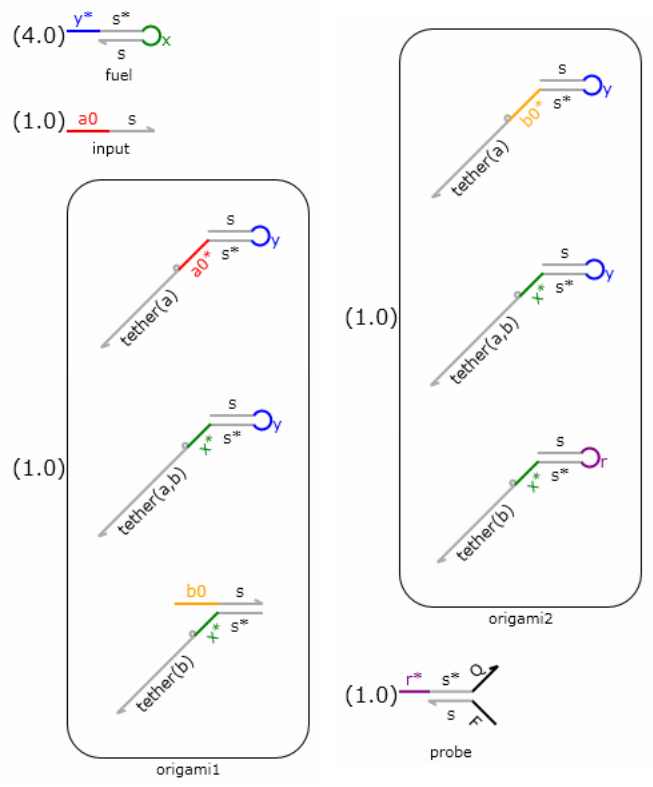 y* s*
(4.0) x
s
fuel
a0 s
(1.0)
input
s
y
a0* s*
tether(a)
s
y
x* s*
tether(a,b)
(1.0)
b0 s
x* s*
tether(b)
origami1
s
y
b0* s*
tether(a)
s
y
x* s*
tether(a,b)
(1.0)
s
r
x* s*
tether(b)
origami2
r* s* Q
(1.0)
s F
probe